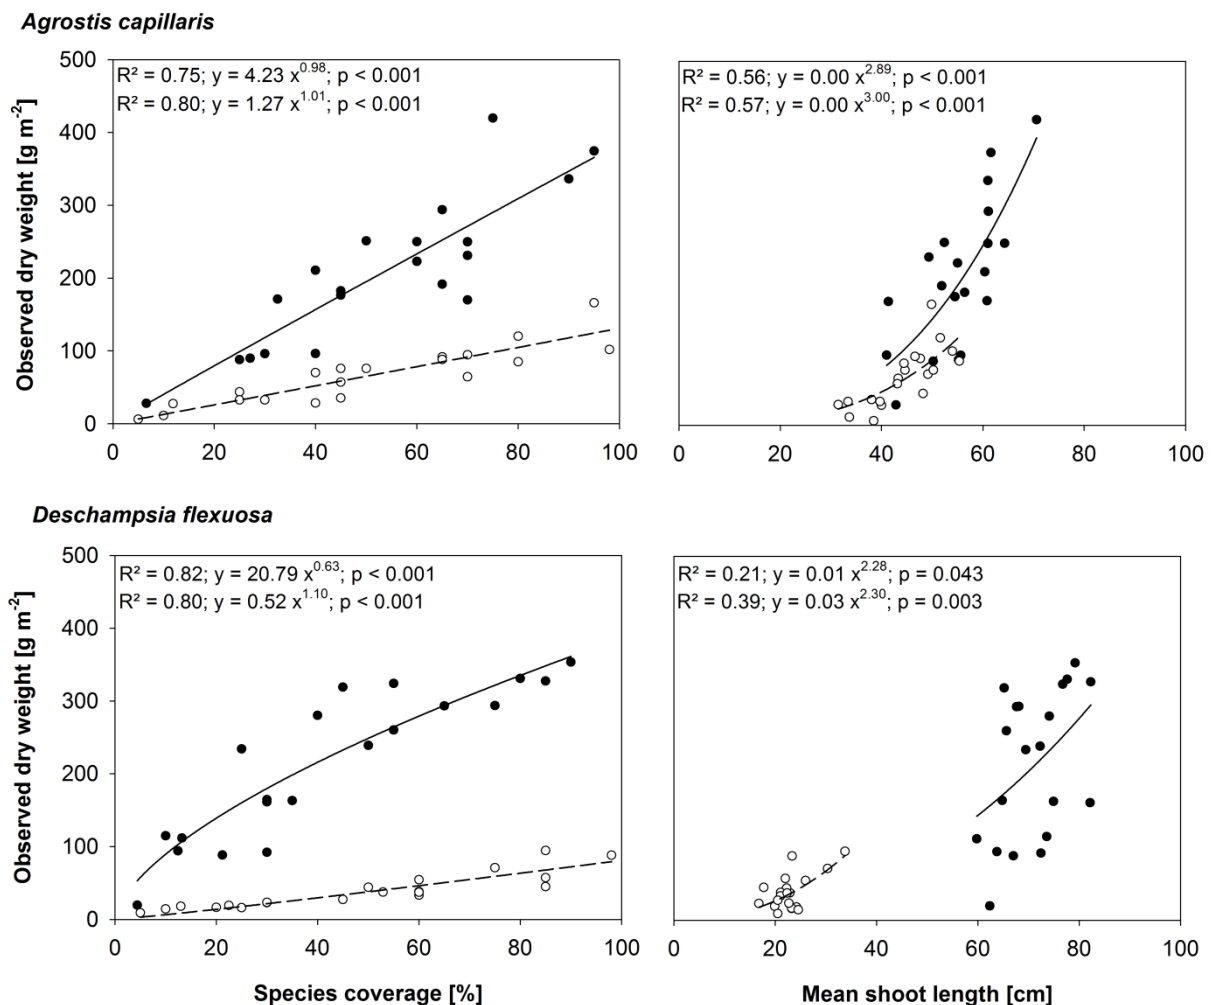 Agrostis capillaris
R² = 0.75; y = 4.23 x^0.98; p < 0.001
R² = 0.80; y = 1.27 x^1.01; p < 0.001
500
400
300
200
100
0
0 20 40 60 80 100
Observed dry weight [g m^-2]
R² = 0.56; y = 0.00 x^2.89; p < 0.001
R² = 0.57; y = 0.00 x^3.00; p < 0.001
0 20 40 60 80 100
Deschampsia flexuosa
R² = 0.82; y = 20.79 x^0.63; p < 0.001
R² = 0.80; y = 0.52 x^1.10; p < 0.001
500
400
300
200
100
0
0 20 40 60 80 100
Observed dry weight [g m^-2]
Species coverage [%]
R² = 0.21; y = 0.01 x^2.28; p = 0.043
R² = 0.39; y = 0.03 x^2.30; p = 0.003
0 20 40 60 80 100
Mean shoot length [cm]